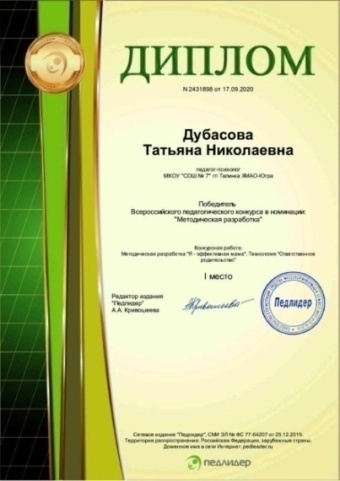 ДИПЛОМ
N 2431898 от 17.09.2020
Дубасова
Татьяна Николаевна
педагог-психолог
МКОУ "СОШ № 7" гп Талинка ХМАО-Югра
Победитель
Всероссийского педагогического конкурса в номинации:
"Методическая разработка"
Конкурсная работа:
Методическая разработка "Я - эффективная мама". Технология "Ответственное
родительство"
I место
Редактор издания
"Педлидер"
А.А. Кривошеева
Педлидер
Сетевое издание "Педлидер", СМИ ЭЛ № ФС 77-64207 от 25.12.2015.
Территория распространения: Российская Федерация, зарубежные страны.
Доменное имя в сети Интернет: pedleader.ru
педлидер